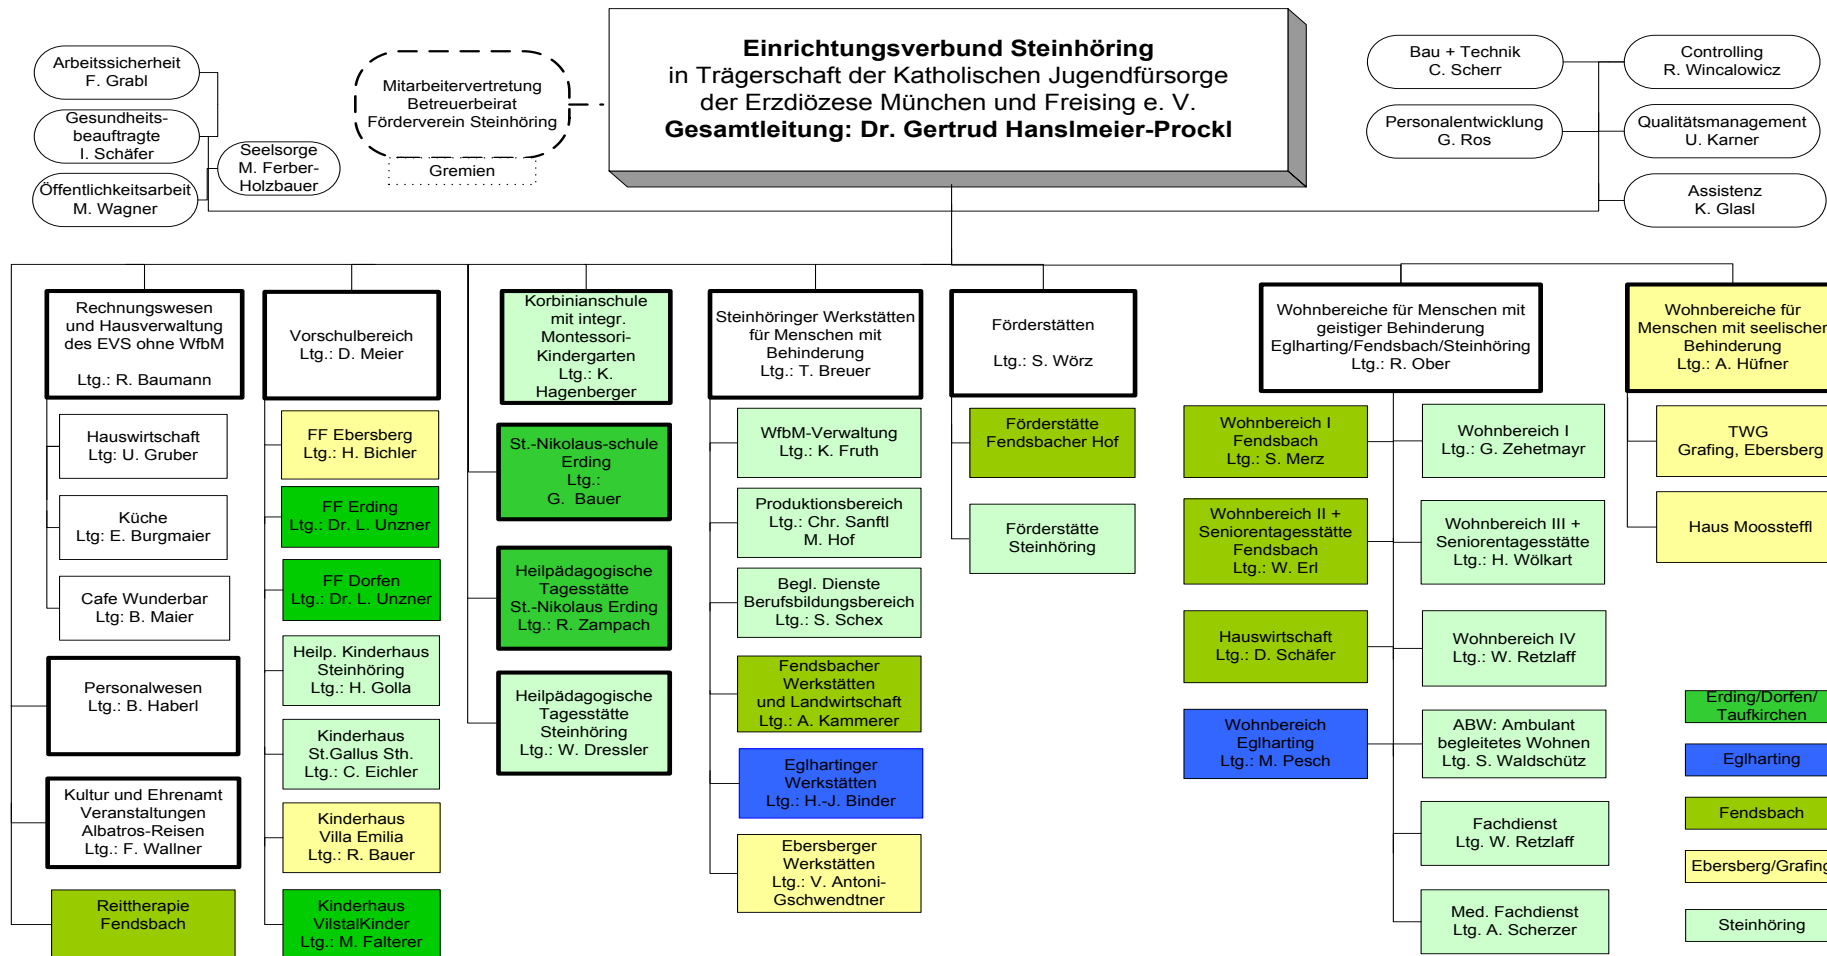 Einrichtungsverbund Steinhöring
in Trägerschaft der Katholischen Jugendfürsorge
der Erzdiözese München und Freising e. V.
Gesamtleitung: Dr. Gertrud Hanslmeier-Prockl
Arbeitssicherheit
F. Grabl
Gesundheits-
beauftragte
I. Schäfer
Öffentlichkeitsarbeit
M. Wagner
Seelsorge
M. Ferber-
Holzbauer
Mitarbeitervertretung
Betreuerbeirat
Förderverein Steinhöring
Gremien
Bau + Technik
C. Scherr
Personalentwicklung
G. Ros
Controlling
R. Wincalowicz
Qualitätsmanagement
U. Karner
Assistenz
K. Glasl
Rechnungswesen
und Hausverwaltung
des EVS ohne WfbM
Ltg.: R. Baumann
Hauswirtschaft
Ltg: U. Gruber
Küche
Ltg: E. Burgmaier
Cafe Wunderbar
Ltg: B. Maier
Personalwesen
Ltg.: B. Haberl
Kultur und Ehrenamt
Veranstaltungen
Albatros-Reisen
Ltg.: F. Wallner
Reittherapie
Fendsbach
Vorschulbereich
Ltg.: D. Meier
FF Ebersberg
Ltg.: H. Bichler
FF Erding
Ltg.: Dr. L. Unzner
FF Dorfen
Ltg.: Dr. L. Unzner
Heilp. Kinderhaus
Steinhöring
Ltg.: H. Golla
Kinderhaus
St.Gallus Sth.
Ltg.: C. Eichler
Kinderhaus
Villa Emilia
Ltg.: R. Bauer
Kinderhaus
VilstalKinder
Ltg.: M. Falterer
Korbinianschule
mit integr.
Montessori-
Kindergarten
Ltg.: K.
Hagenberger
St.-Nikolaus-schule
Erding
Ltg.:
G. Bauer
Heilpädagogische
Tagesstätte
St.-Nikolaus Erding
Ltg.: R. Zampach
Heilpädagogische
Tagesstätte
Steinhöring
Ltg.: W. Dressler
Steinhöringer Werkstätten
für Menschen mit
Behinderung
Ltg.: T. Breuer
WfbM-Verwaltung
Ltg.: K. Fruth
Produktionsbereich
Ltg.: Chr. Sanftl
M. Hof
Begl. Dienste
Berufsbildungsbereich
Ltg.: S. Schex
Fendsbacher
Werkstätten
und Landwirtschaft
Ltg.: A. Kammerer
Eglhartinger
Werkstätten
Ltg.: H.-J. Binder
Ebersberger
Werkstätten
Ltg.: V. Antoni-
Gschwendtner
Förderstätten
Ltg.: S. Wörz
Förderstätte
Fendsbacher Hof
Förderstätte
Steinhöring
Wohnbereiche für Menschen mit
geistiger Behinderung
Eglharting/Fendsbach/Steinhöring
Ltg.: R. Ober
Wohnbereich I
Fendsbach
Ltg.: S. Merz
Wohnbereich II +
Seniorentagesstätte
Fendsbach
Ltg.: W. Erl
Hauswirtschaft
Ltg.: D. Schäfer
Wohnbereich
Eglharting
Ltg.: M. Pesch
Wohnbereich I
Ltg.: G. Zehetmayr
Wohnbereich III +
Seniorentagesstätte
Ltg.: H. Wölkart
Wohnbereich IV
Ltg.: W. Retzlaff
ABW: Ambulant
begleitetes Wohnen
Ltg. S. Waldschütz
Fachdienst
Ltg. W. Retzlaff
Med. Fachdienst
Ltg. A. Scherzer
Wohnbereiche für
Menschen mit seelischer
Behinderung
Ltg.: A. Hüfner
TWG
Grafing, Ebersberg
Haus Moossteffl
Erding/Dorfen/
Taufkirchen
Eglharting
Fendsbach
Ebersberg/Grafing
Steinhöring